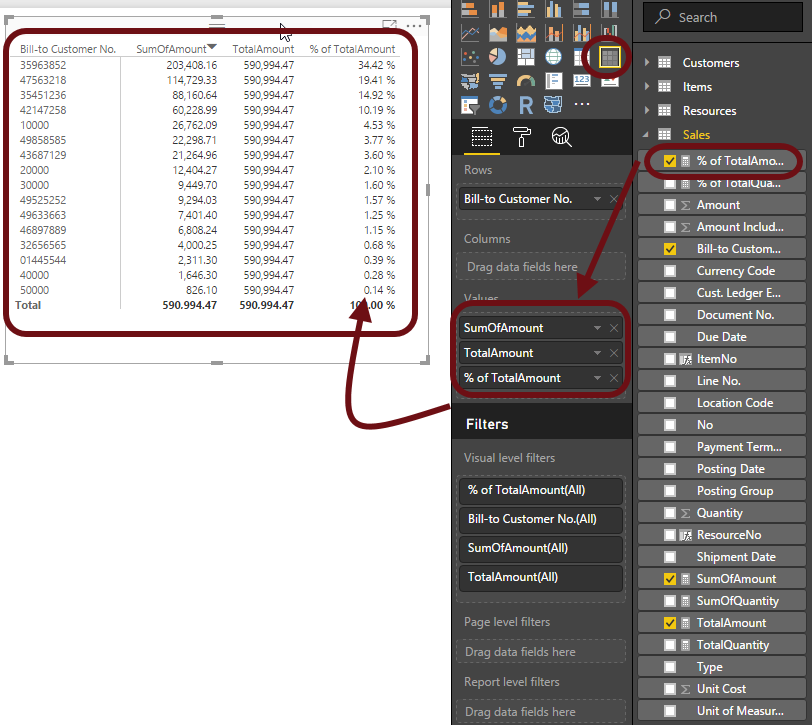 Bill-to Customer No. SumOfAmount TotalAmount % of TotalAmount
35963852 203,408.16 590,994.47 34.42 %
47563218 114,729.33 590,994.47 19.41 %
35451236 88,160.64 590,994.47 14.92 %
42147258 60,228.99 590,994.47 10.19 %
10000 26,762.09 590,994.47 4.53 %
49858585 22,298.71 590,994.47 3.77 %
43687129 21,264.96 590,994.47 3.60 %
20000 12,404.27 590,994.47 2.10 %
30000 9,449.70 590,994.47 1.60 %
49525252 9,294.03 590,994.47 1.57 %
49633663 7,401.40 590,994.47 1.25 %
46897889 6,808.24 590,994.47 1.15 %
32656565 4,000.25 590,994.47 0.68 %
01445544 2,311.30 590,994.47 0.39 %
40000 1,646.30 590,994.47 0.28 %
50000 826.10 590,994.47 0.14 %
Total 590,994.47 590,994.47 %
123
R
...
Rows
Bill-to Customer No.
Columns
Drag data fields here
Values
SumOfAmount
TotalAmount
% of TotalAmount
Filters
Visual level filters
% of TotalAmount(All)
Bill-to Customer No.(All)
SumOfAmount(All)
TotalAmount(All)
Page level filters
Drag data fields here
Report level filters
Drag data fields here
Search
Customers
Items
Resources
Sales
% of TotalAmo...
% of TotalQua...
Amount
Amount Includ...
Bill-to Custom...
Currency Code
Cust. Ledger E...
Document No.
Due Date
ItemNo
Line No.
Location Code
No
Payment Term...
Posting Date
Posting Group
Quantity
ResourceNo
Shipment Date
SumOfAmount
SumOfQuantity
TotalAmount
TotalQuantity
Type
Unit Cost
Unit of Measur...